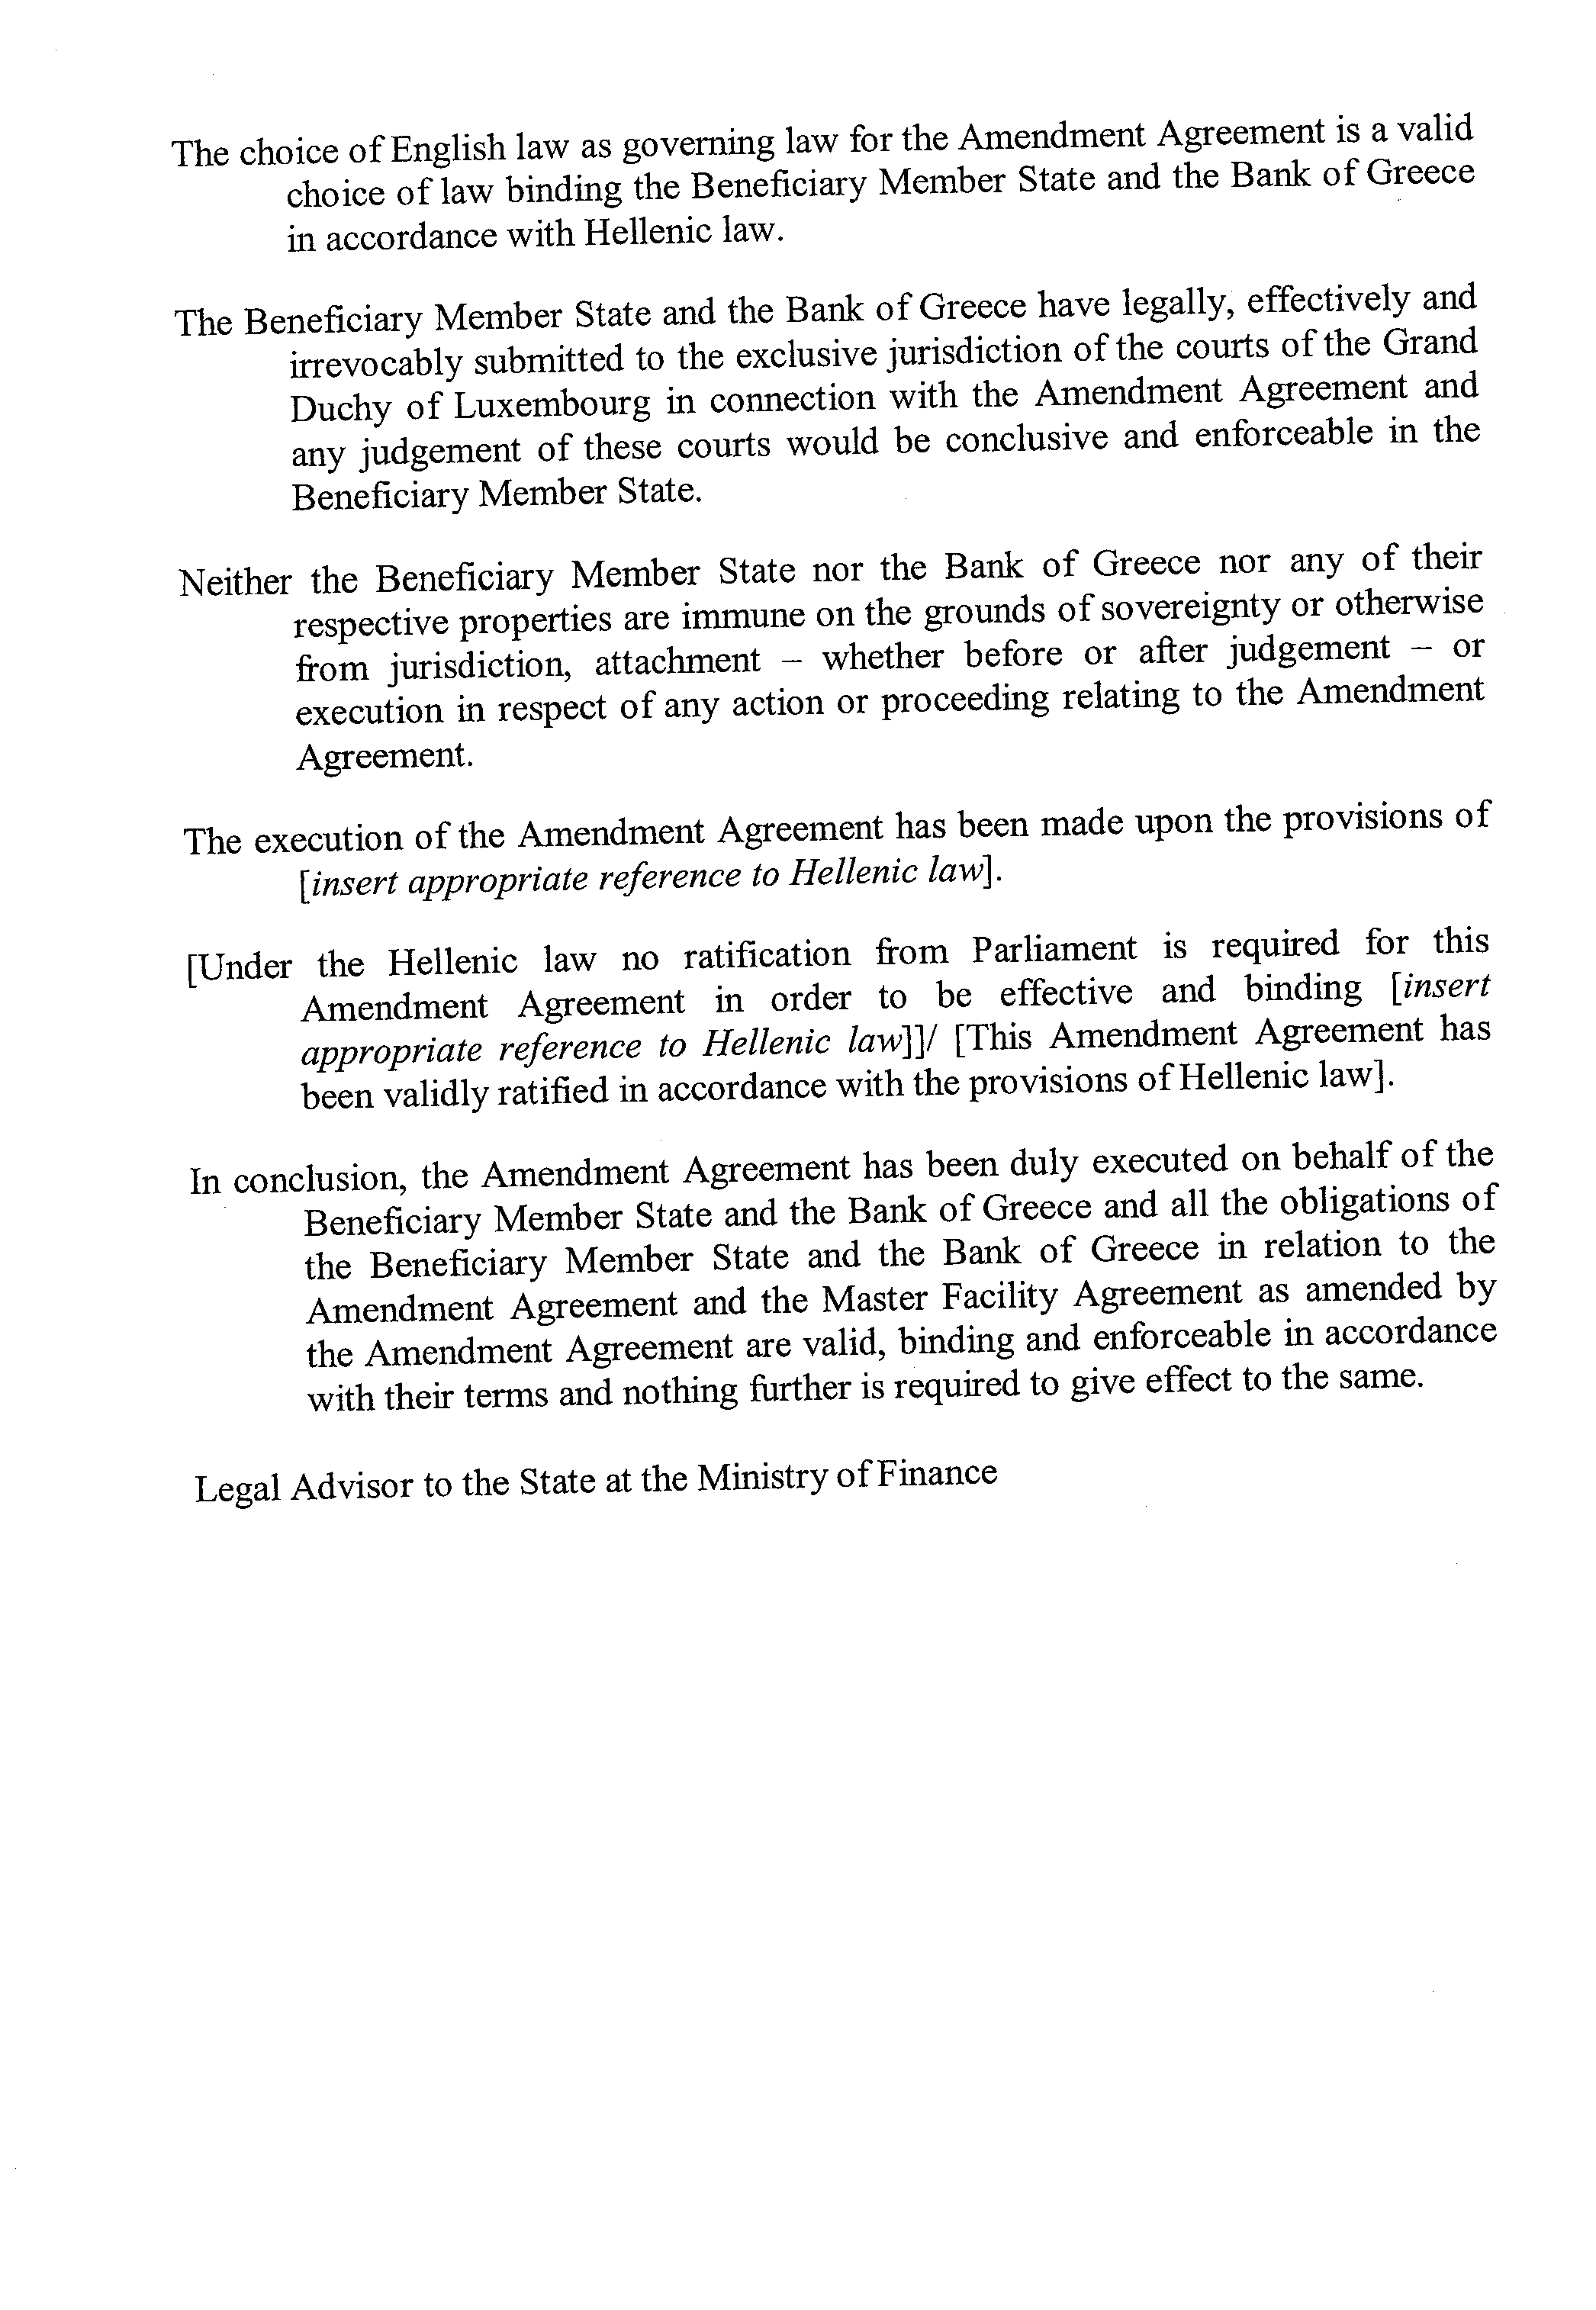 The choice of English law as governing law for the Amendment Agreement is a valid
choice of law binding the Beneficiary Member State and the Bank of Greece
in accordance with Hellenic law.
The Beneficiary Member State and the Bank of Greece have legally, effectively and
irrevocably submitted to the exclusive jurisdiction of the courts of the Grand
Duchy of Luxembourg in connection with the Amendment Agreement and
any judgement of these courts would be conclusive and enforceable in the
Beneficiary Member State.
Neither the Beneficiary Member State nor the Bank of Greece nor any of their
respective properties are immune on the grounds of sovereignty or otherwise
from jurisdiction, attachment – whether before or after judgement – or
execution in respect of any action or proceeding relating to the Amendment
Agreement.
The execution of the Amendment Agreement has been made upon the provisions of
[insert appropriate reference to Hellenic law].
[Under the Hellenic law no ratification from Parliament is required for this
Amendment Agreement in order to be effective and binding [insert
appropriate reference to Hellenic law]]/ [This Amendment Agreement has
been validly ratified in accordance with the provisions of Hellenic law].
In conclusion, the Amendment Agreement has been duly executed on behalf of the
Beneficiary Member State and the Bank of Greece and all the obligations of
the Beneficiary Member State and the Bank of Greece in relation to the
Amendment Agreement and the Master Facility Agreement as amended by
the Amendment Agreement are valid, binding and enforceable in accordance
with their terms and nothing further is required to give effect to the same.
Legal Advisor to the State at the Ministry of Finance